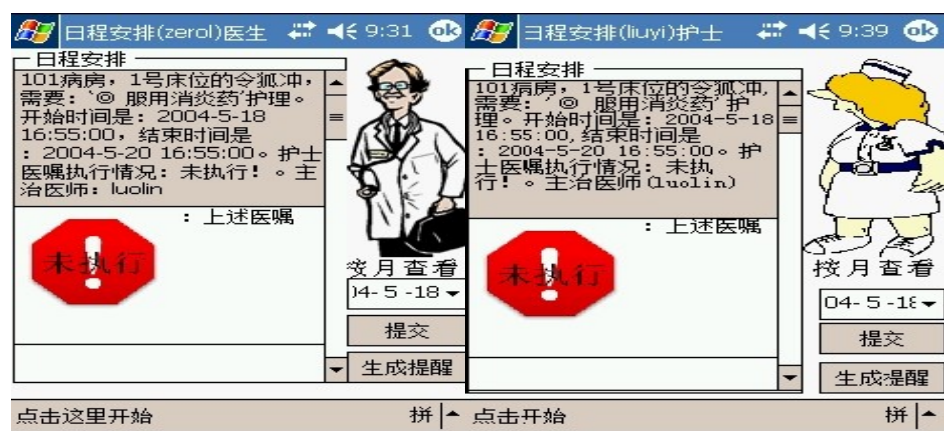 日程安排(zerol)医生 9:31 ok
日程安排
101病房，1号床位的令狐冲，
需要：`◎ 服用消炎药'护理。
开始时间是：2004-5-18
16:55:00，结束时间是
：2004-5-20 16:55:00。护士
医嘱执行情况：未执行！。主
治医师：luolin
：上述医嘱
未执行
按月查看
04- 5 -18
提交
生成提醒
点击这里开始 拼
日程安排(liuyi)护士 9:39 ok
日程安排
101病房，1号床位的令狐冲,
需要：'◎ 服用消炎药'护
理。开始时间是：2004-5-18
16:55:00, 结束时间是
：2004-5-20 16:55:00。护
士医嘱执行情况：未执
行！。主治医师(luolin)
：上述医嘱
未执行
按月查看
04- 5 -18
提交
生成提醒
点击开始 拼